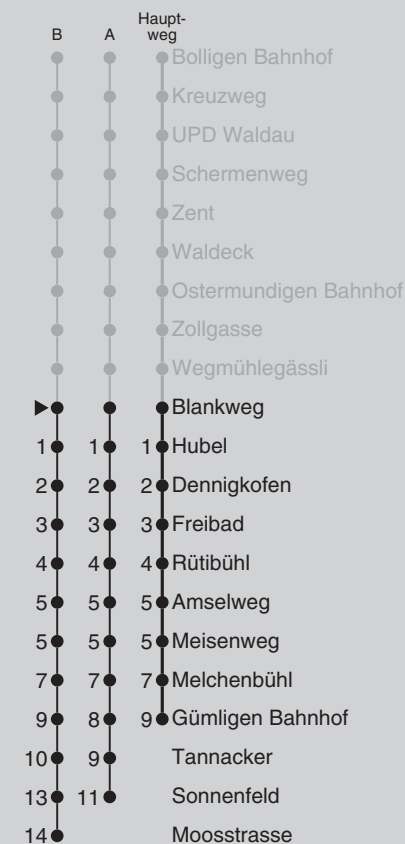 Haupt-
B A weg
Bolligen Bahnhof
Kreuzweg
UPD Waldau
Schermenweg
Zent
Waldeck
Ostermundigen Bahnhof
Zollgasse
Wegmühlegässli
Blankweg
1 1 1 Hubel
2 2 2 Dennigkofen
3 3 3 Freibad
4 4 4 Rütibühl
5 5 5 Amselweg
5 5 5 Meisenweg
7 7 7 Melchenbühl
9 8 9 Gümligen Bahnhof
10 9 Tannacker
13 11 Sonnenfeld
14 Moosstrasse